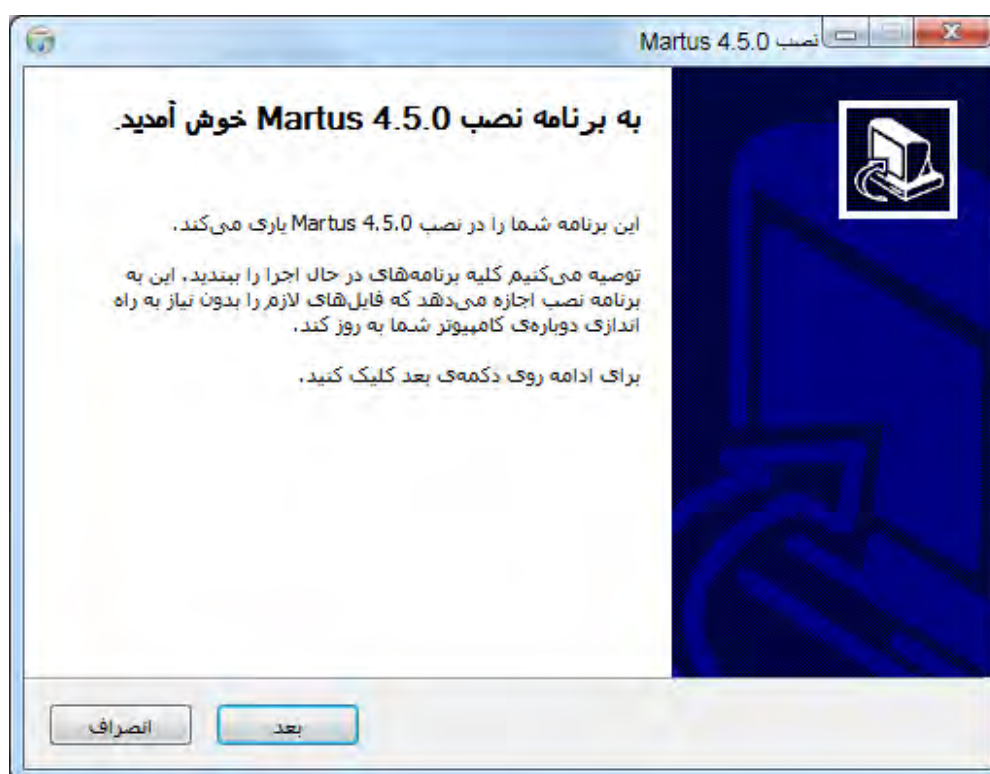 نصب Martus 4.5.0
به برنامه نصب Martus 4.5.0 خوش آمدید.
این برنامه شما را در نصب Martus 4.5.0 یاری می‌کند.
توصیه می‌کنیم کلیه برنامه‌های در حال اجرا را ببندید. این به
برنامه نصب اجازه می‌دهد که فایل‌های لازم را بدون نیاز به راه
اندازی دوباره‌ی کامپیوتر شما به روز کند.
برای ادامه روی دکمه‌ی بعد کلیک کنید.
بعد
انصراف